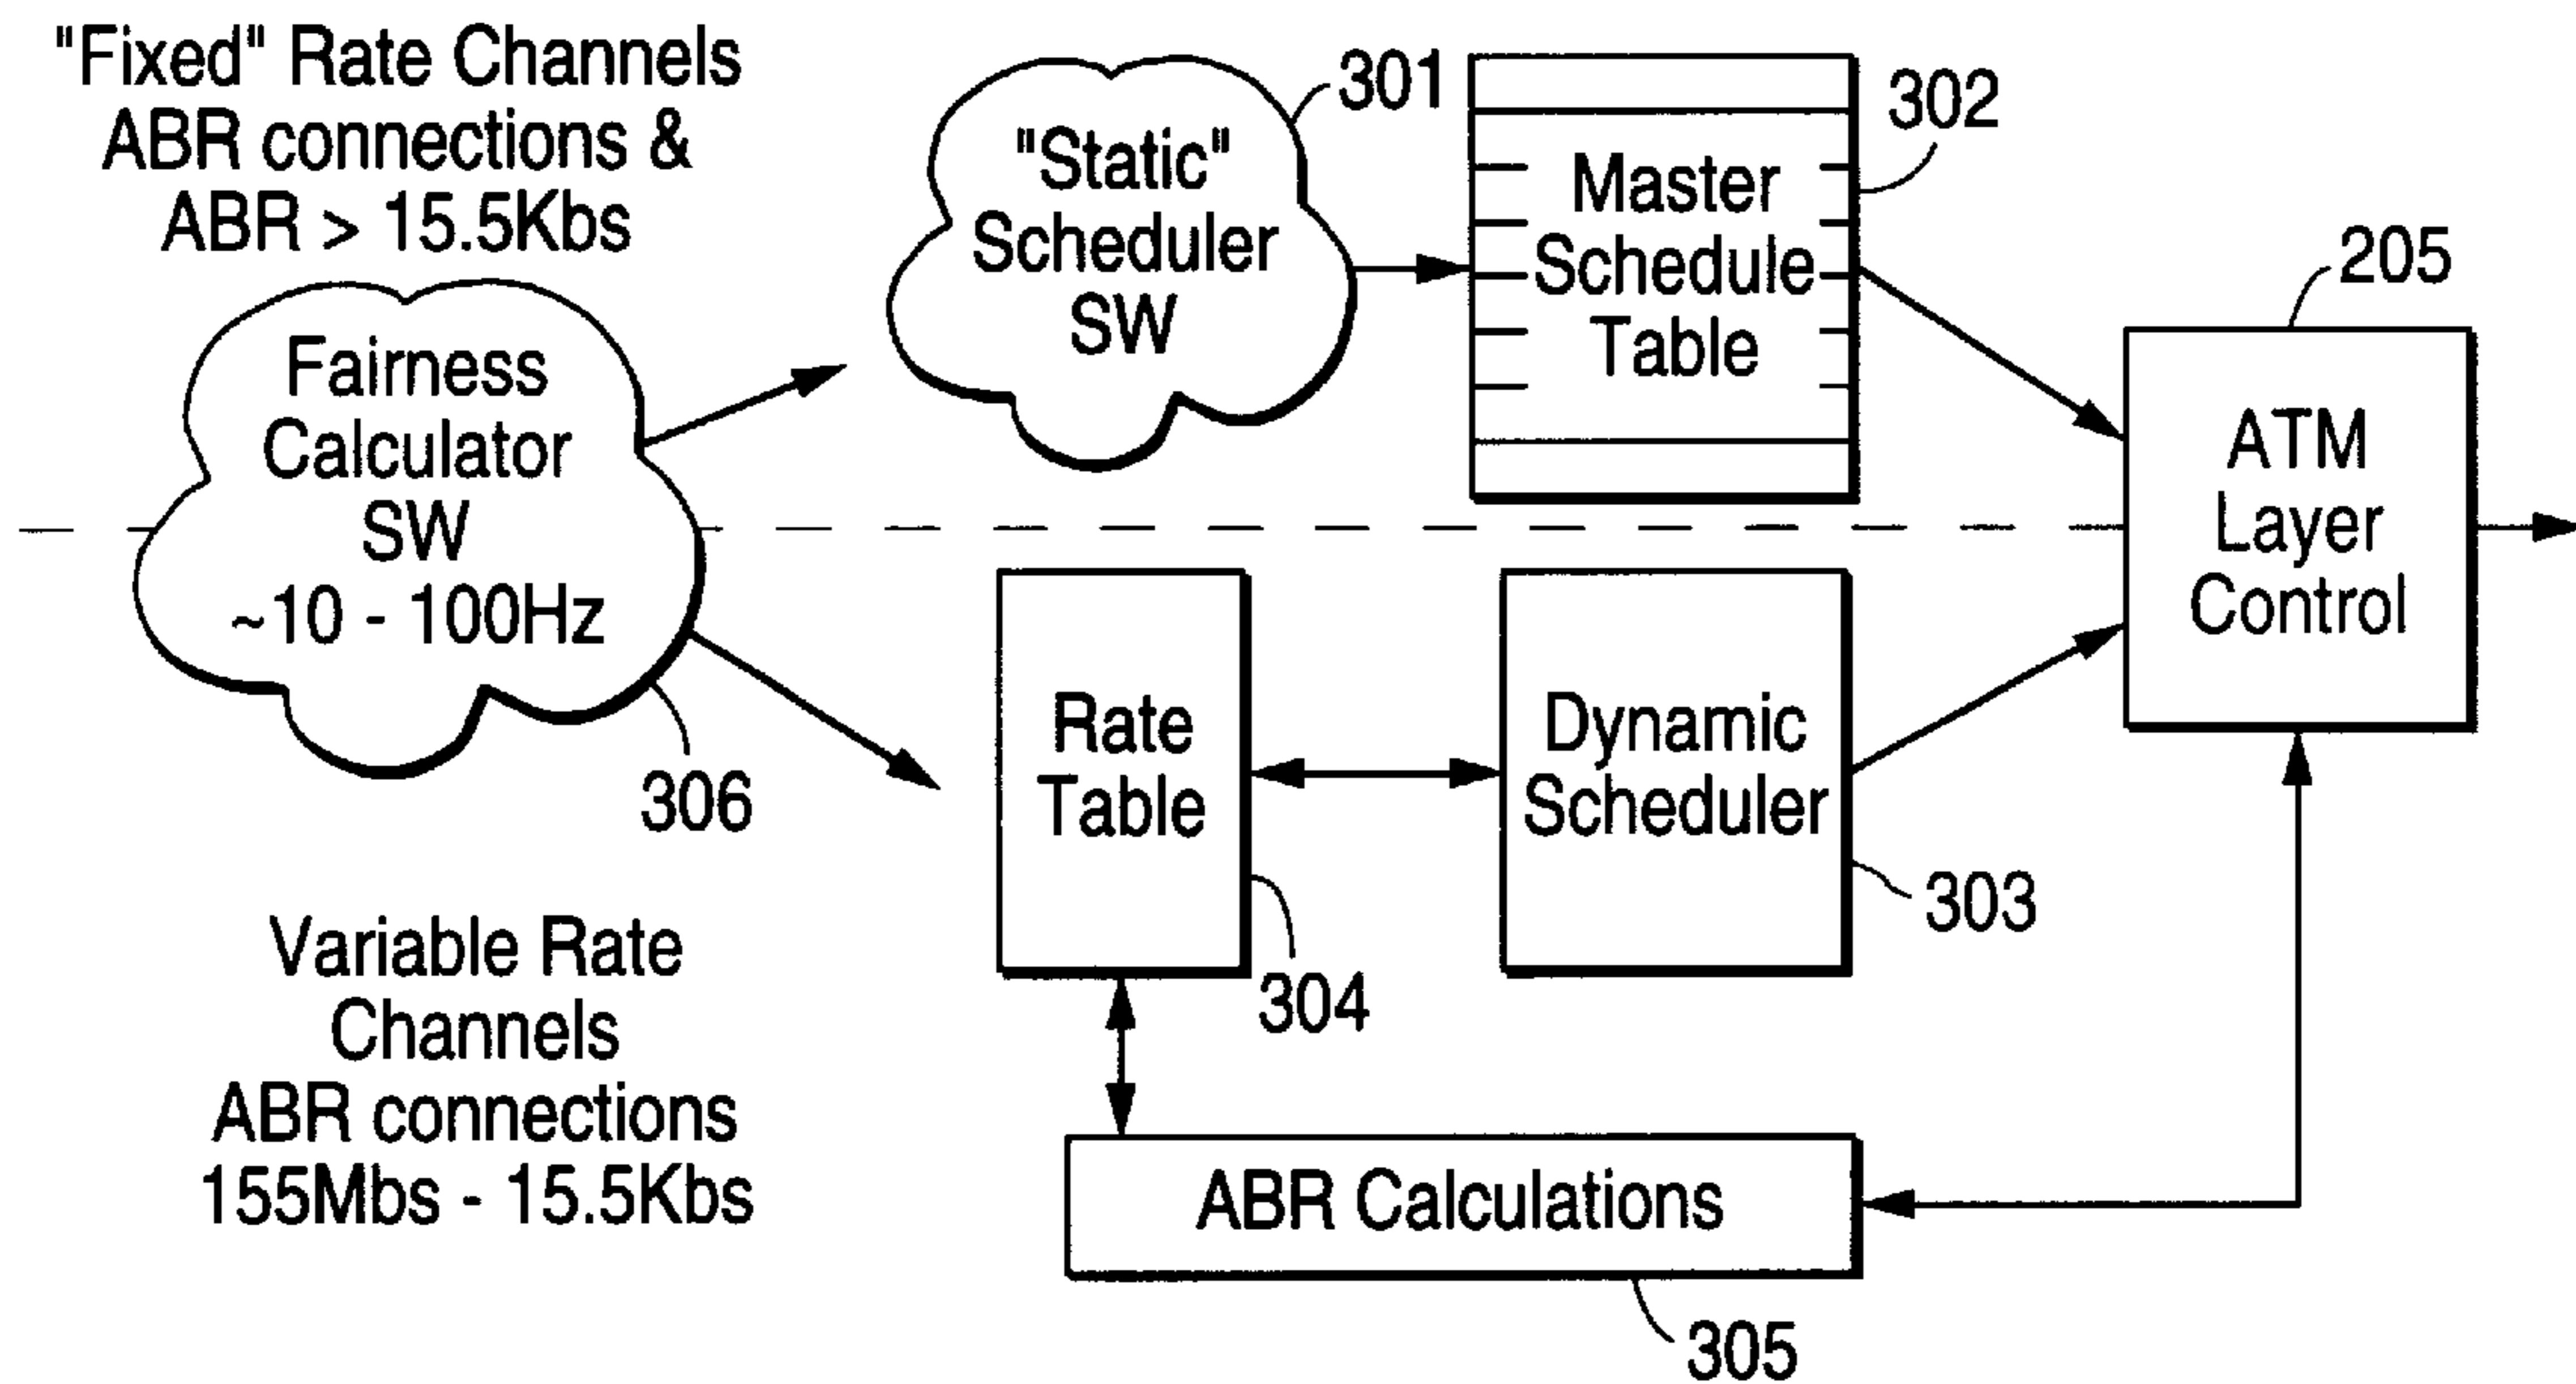 "Fixed" Rate Channels
ABR connections &
ABR > 15.5Kbs
"Static"
Scheduler
SW
301
Master
Schedule
Table
302
205
ATM
Layer
Control
Fairness
Calculator
SW
~10 - 100Hz
306
Rate
Table
304
Dynamic
Scheduler
303
Variable Rate
Channels
ABR connections
155Mbs - 15.5Kbs
ABR Calculations
305